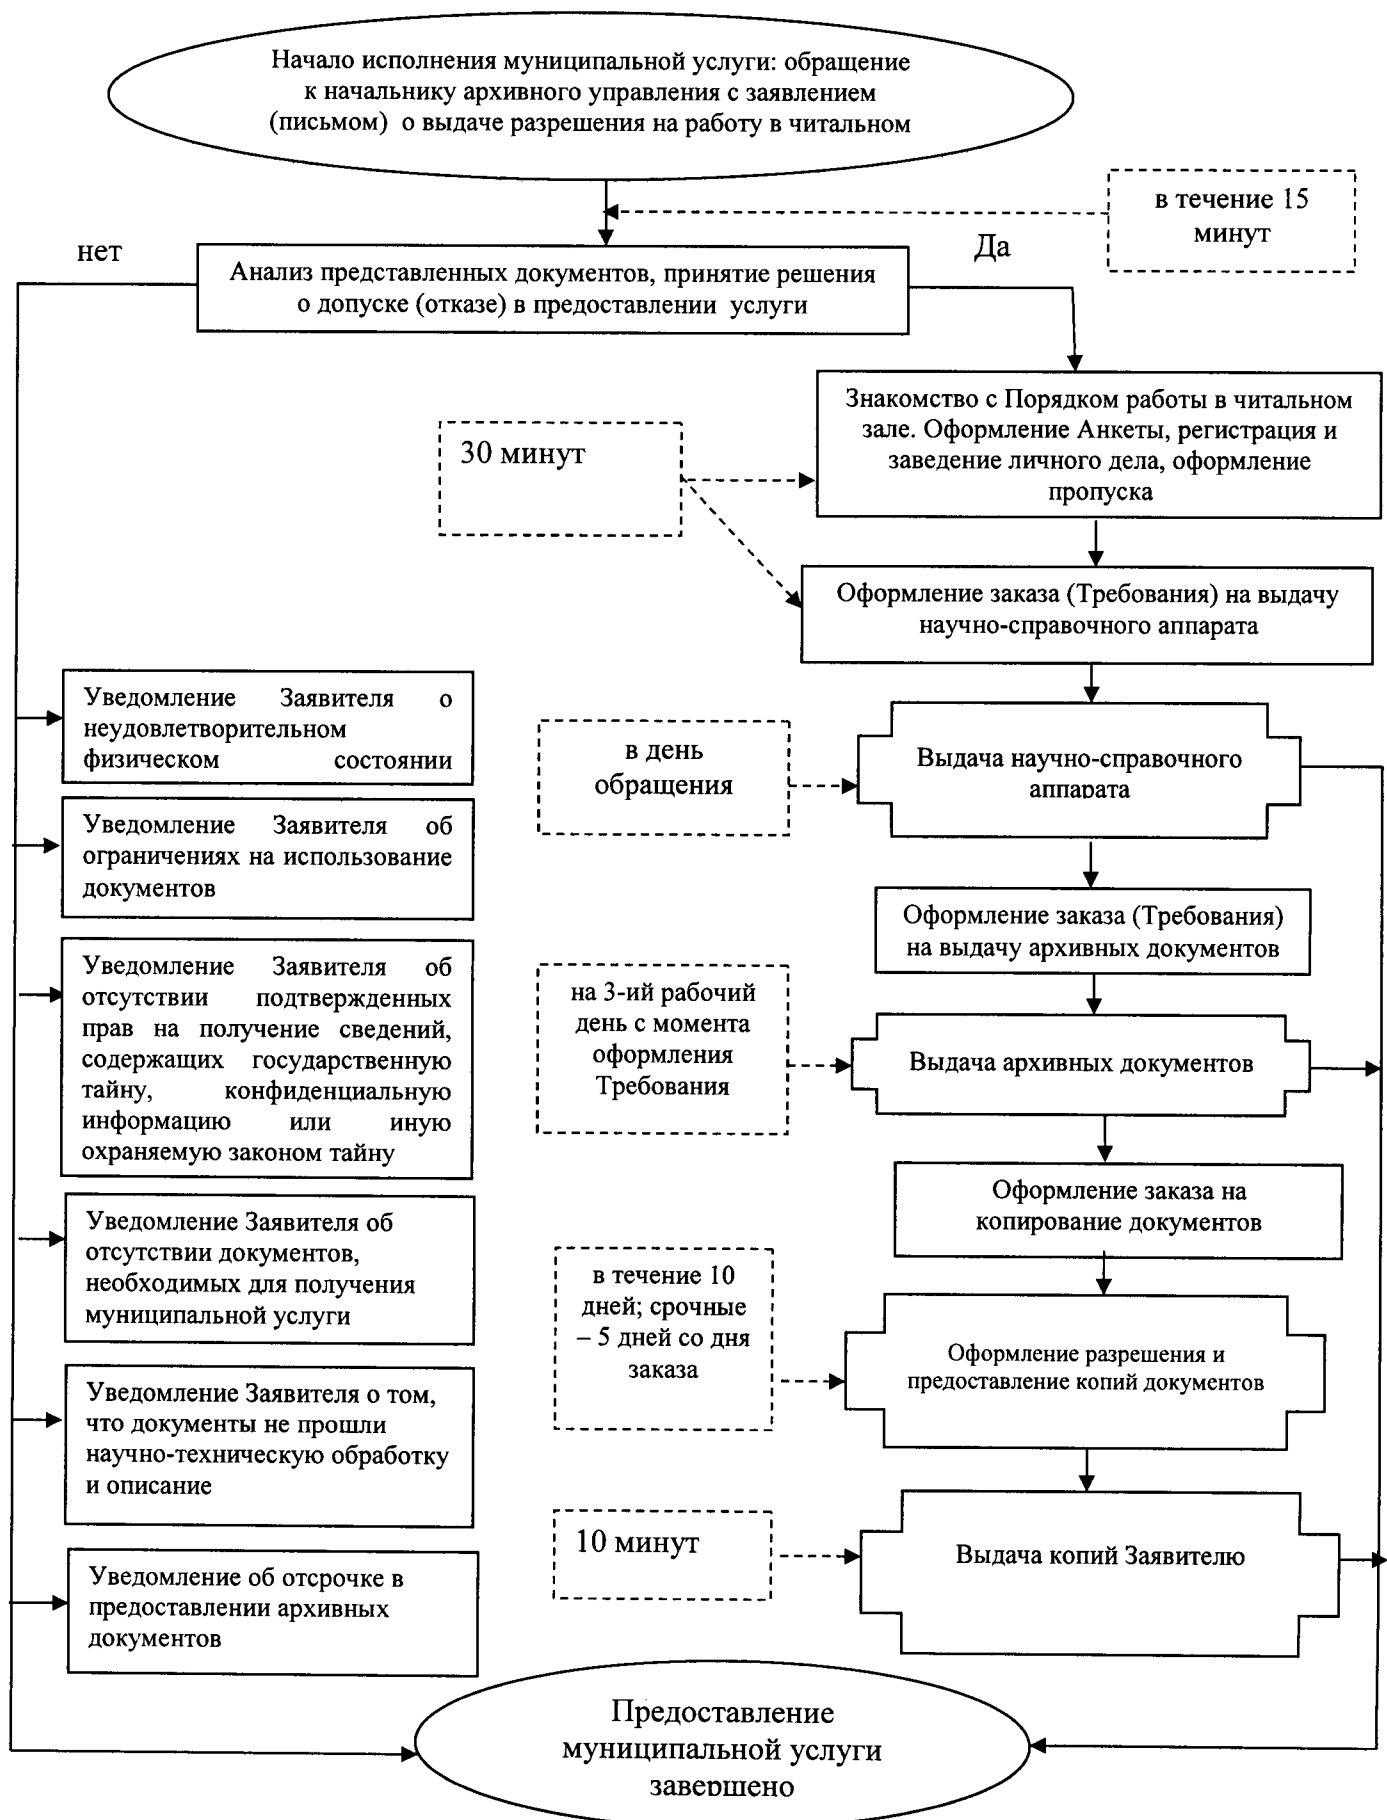 Начало исполнения муниципальной услуги: обращение
к начальнику архивного управления с заявлением
(письмом) о выдаче разрешения на работу в читальном
в течение 15
минут
нет
Да
Анализ представленных документов, принятие решения
о допуске (отказе) в предоставлении услуги
Знакомство с Порядком работы в читальном
зале. Оформление Анкеты, регистрация и
заведение личного дела, оформление
пропуска
30 минут
Оформление заказа (Требования) на выдачу
научно-справочного аппарата
Уведомление Заявителя о
неудовлетворительном
физическом состоянии
в день
обращения
Выдача научно-справочного
аппарата
Уведомление Заявителя об
ограничениях на использование
документов
Оформление заказа (Требования)
на выдачу архивных документов
Уведомление Заявителя об
отсутствии подтвержденных
прав на получение сведений,
содержащих государственную
тайну, конфиденциальную
информацию или иную
охраняемую законом тайну
на 3-ий рабочий
день с момента
оформления
Требования
Выдача архивных документов
Оформление заказа на
копирование документов
Уведомление Заявителя об
отсутствии документов,
необходимых для получения
муниципальной услуги
в течение 10
дней; срочные
– 5 дней со дня
заказа
Оформление разрешения и
предоставление копий документов
Уведомление Заявителя о том,
что документы не прошли
научно-техническую обработку
и описание
10 минут
Выдача копий Заявителю
Уведомление об отсрочке в
предоставлении архивных
документов
Предоставление
муниципальной услуги
завершено